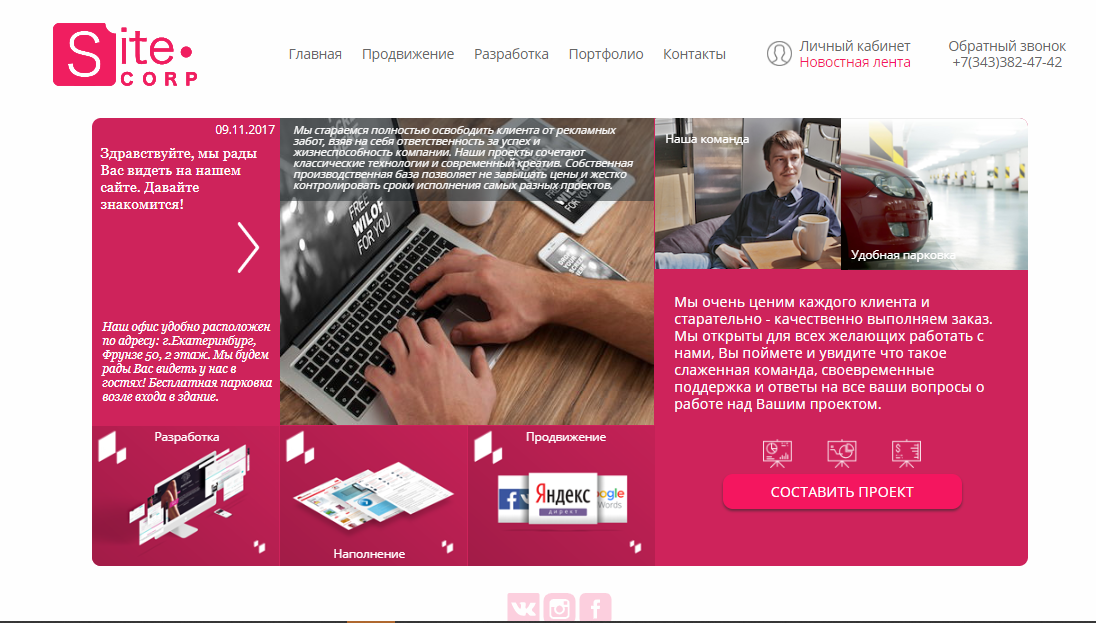 Site
CORP
Главная
Продвижение
Разработка
Портфолио
Контакты
Личный кабинет
Новостная лента
Обратный звонок
+7(343)382-47-42
09.11.2017
Здравствуйте, мы рады
Вас видеть на нашем
сайте. Давайте
знакомится!
Наш офис удобно расположен
по адресу: г.Екатеринбург,
Фрунзе 50, 2 этаж. Мы будем
рады Вас видеть у нас в
гостях! Бесплатная парковка
возле входа в здание.
Мы стараемся полностью освободить клиента от рекламных
забот, взяв на себя ответственность за успех и
жизнеспособность компании. Наши проекты сочетают
классические технологии и современный креатив. Собственная
производственная база позволяет не завышать цены и жестко
контролировать сроки исполнения самых разных проектов.
FREE
WILOF
FOR YOU
Наша команда
Удобная парковка
Мы очень ценим каждого клиента и
старательно - качественно выполняем заказ.
Мы открыты для всех желающих работать с
нами, Вы поймете и увидите что такое
слаженная команда, своевременные
поддержка и ответы на все ваши вопросы о
работе над Вашим проектом.
СОСТАВИТЬ ПРОЕКТ
Разработка
Наполнение
Продвижение
Яндекс
директ
ogle
Words